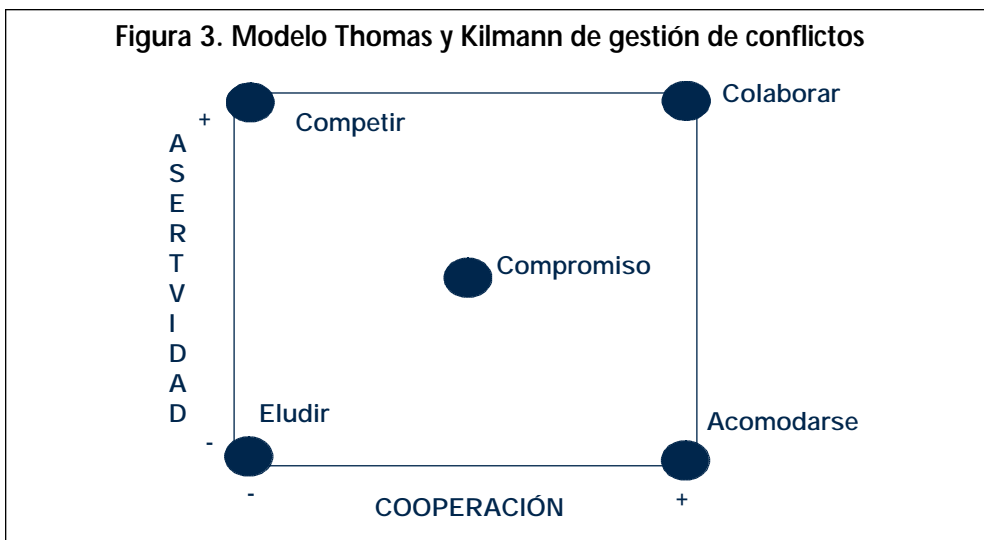 Figura 3. Modelo Thomas y Kilmann de gestión de conflictos
Colaborar
+
Competir
A
S
E
R
T
V
I
D
A
D
Compromiso
Eludir
Acomodarse
-
-
COOPERACIÓN
+